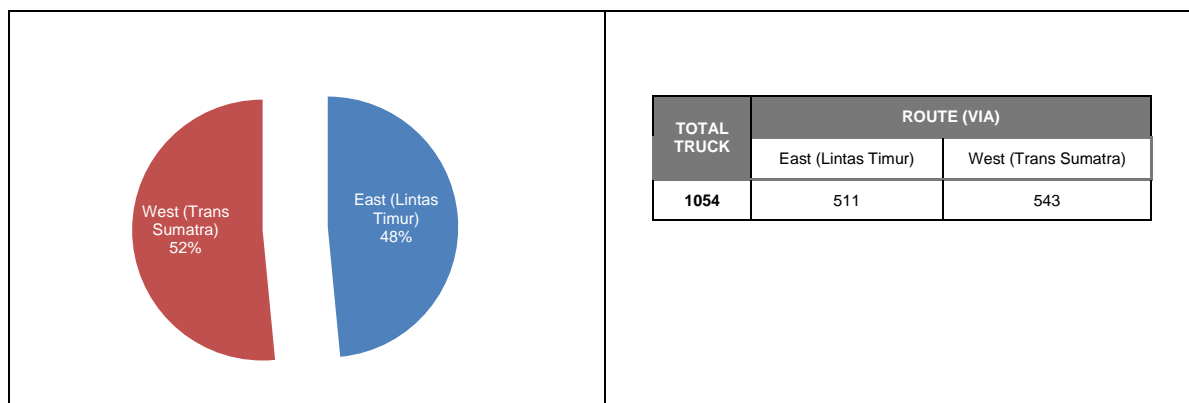 West (Trans
Sumatra)
52%
East (Lintas
Timur)
48%
TOTAL
TRUCK
ROUTE (VIA)
East (Lintas Timur)
West (Trans Sumatra)
1054
511
543